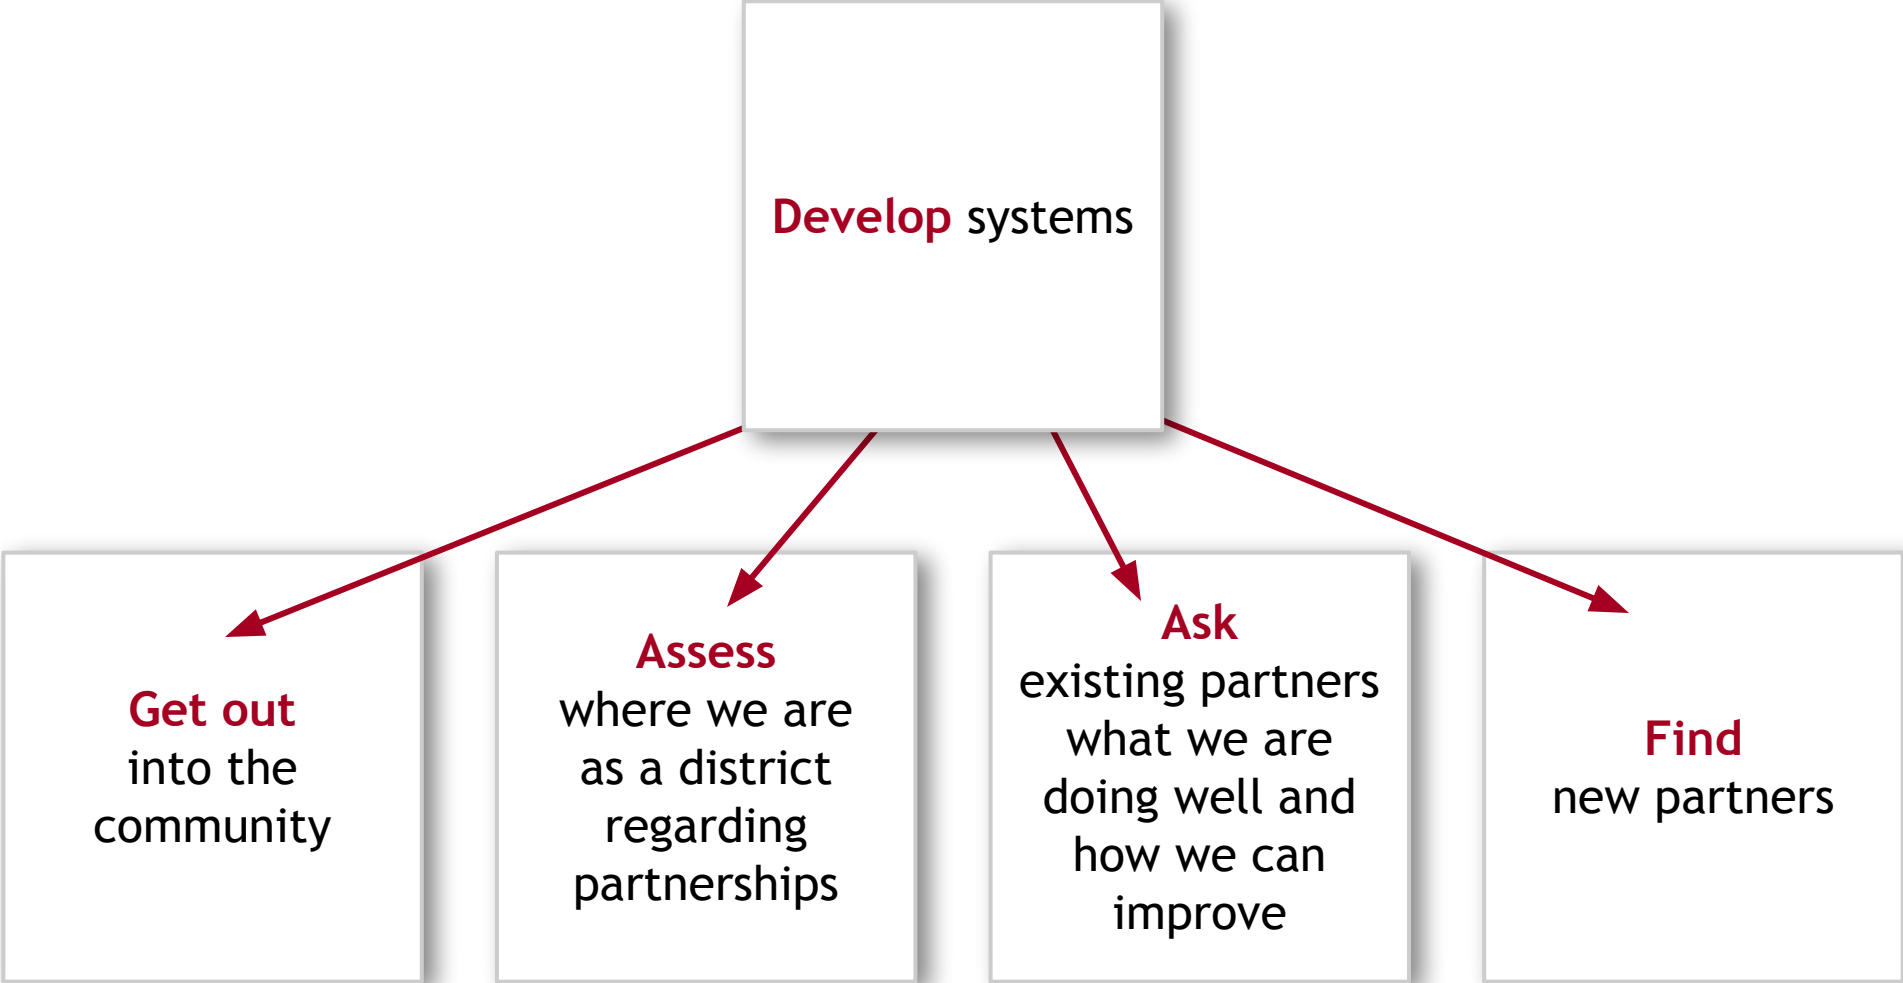 Develop systems
Get out
into the
community
Assess
where we are
as a district
regarding
partnerships
Ask
existing partners
what we are
doing well and
how we can
improve
Find
new partners